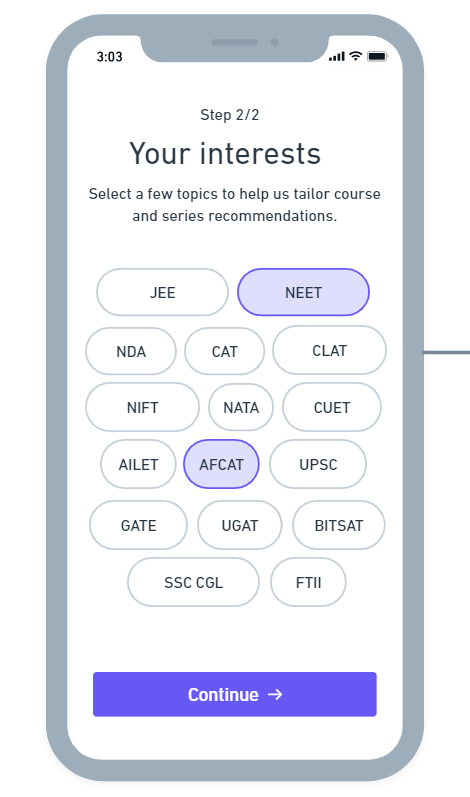 3:03
Step 2/2
Your interests
Select a few topics to help us tailor course
and series recommendations.
JEE NEET
NDA CAT CLAT
NIFT NATA CUET
AILET AFCAT UPSC
GATE UGAT BITSAT
SSC CGL FTII
Continue →